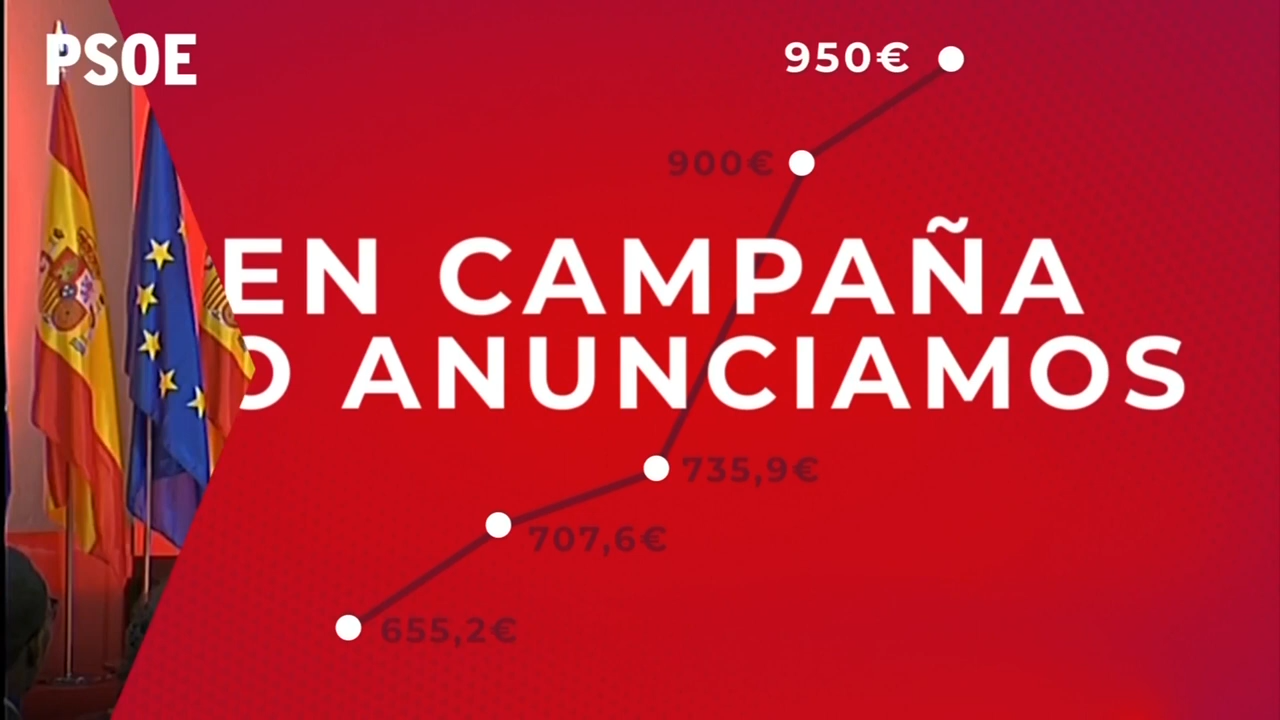 PSOE
950€
900€
EN CAMPAÑA
O ANUNCIAMOS
735,9€
707,6€
655,2€